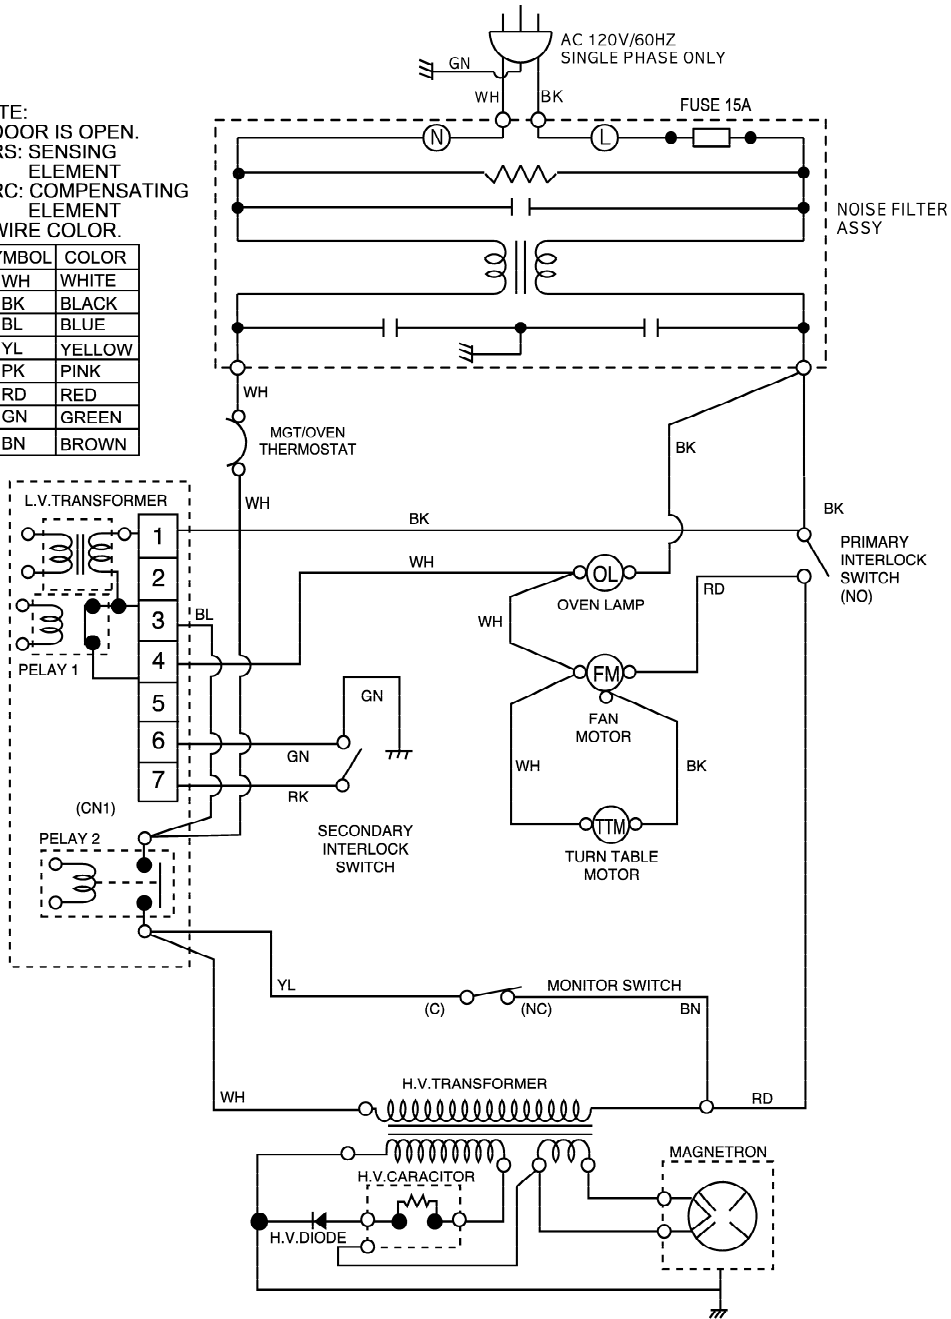 AC 120V/60HZ
SINGLE PHASE ONLY
GN
WH
BK
FUSE 15A
TE:
DOOR IS OPEN.
RS: SENSING
ELEMENT
RC: COMPENSATING
ELEMENT
WIRE COLOR.
YMBOL COLOR
WH WHITE
BK BLACK
BL BLUE
YL YELLOW
PK PINK
RD RED
GN GREEN
BN BROWN
N
L
NOISE FILTER
ASSY
WH
MGT/OVEN
THERMOSTAT
WH
BK
BK
L.V.TRANSFORMER
1
2
3
4
5
6
7
BK
WH
BL
PELAY 1
OL
OVEN LAMP
PRIMARY
INTERLOCK
SWITCH
(NO)
RD
WH
FM
FAN
MOTOR
GN
GN
RK
WH
BK
(CN1)
PELAY 2
SECONDARY
INTERLOCK
SWITCH
TTM
TURN TABLE
MOTOR
YL
MONITOR SWITCH
(C)
(NC)
BN
H.V.TRANSFORMER
WH
RD
MAGNETRON
H.V.CARACITOR
H.V.DIODE